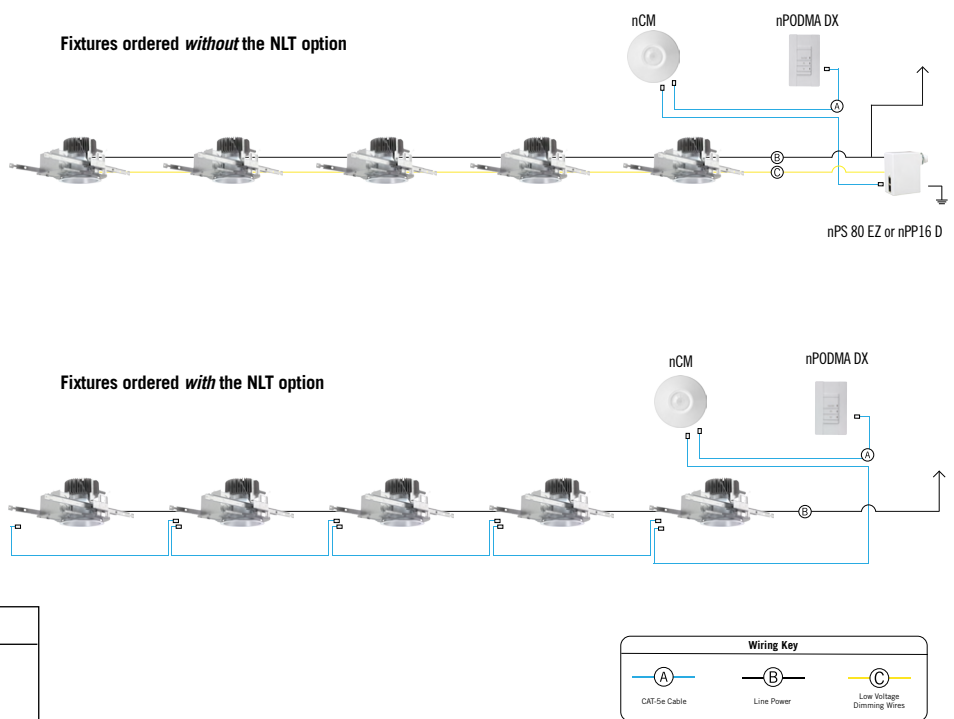 Fixtures ordered without the NLT option
nCM
nPODMA DX
A
B
C
nPS 80 EZ or nPP16 D
Fixtures ordered with the NLT option
nCM
nPODMA DX
A
B
Wiring Key
A
B
C
CAT-5e Cable
Line Power
Low Voltage
Dimming Wires